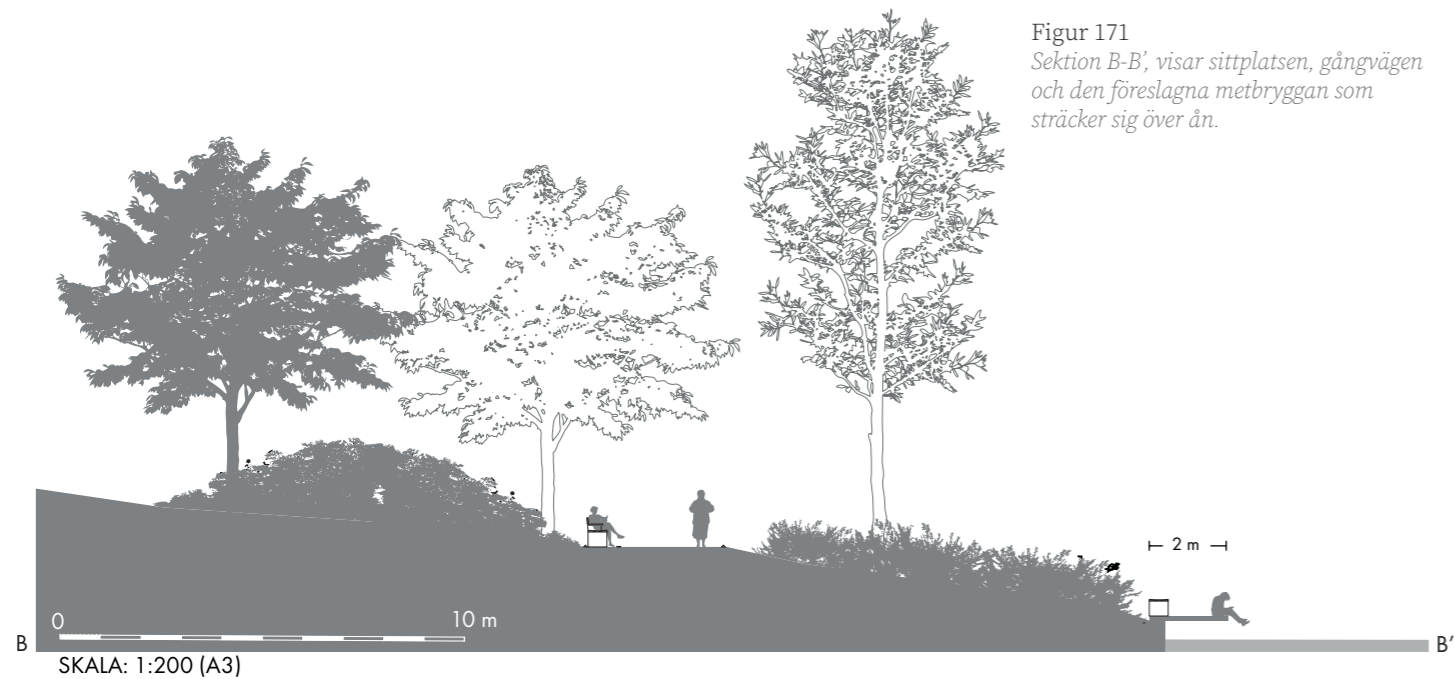 Figur 171
Sektion B-B’, visar sittplatsen, gångvägen
och den föreslagna metbryggan som
sträcker sig över ån.
2 m
0 10 m
B B’
SKALA: 1:200 (A3)